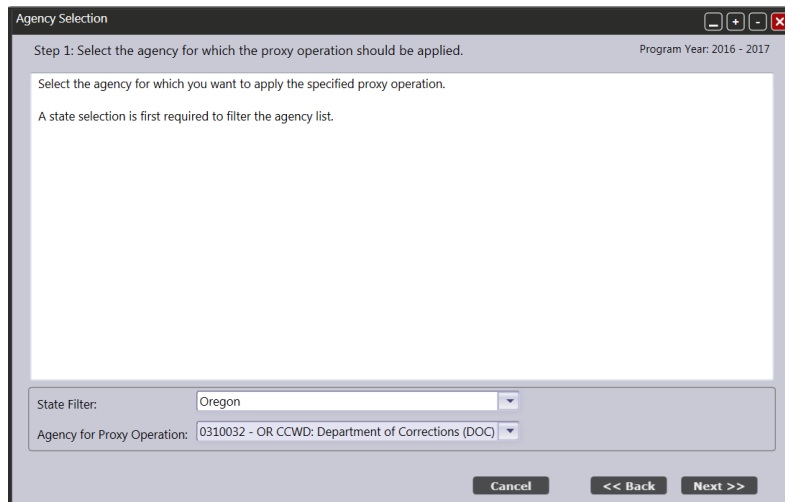 Agency Selection
Step 1: Select the agency for which the proxy operation should be applied.
Program Year: 2016 - 2017
Select the agency for which you want to apply the specified proxy operation.
A state selection is first required to filter the agency list.
State Filter:
Oregon
Agency for Proxy Operation:
0310032 - OR CCWD: Department of Corrections (DOC)
Cancel
<< Back
Next >>